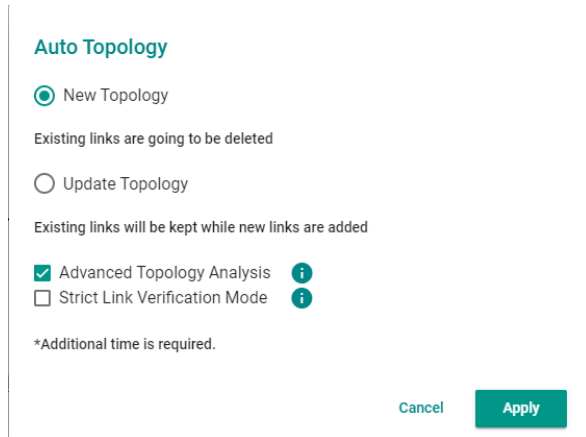 Auto Topology
New Topology
Existing links are going to be deleted
Update Topology
Existing links will be kept while new links are added
Advanced Topology Analysis i
Strict Link Verification Mode i
*Additional time is required.
Cancel Apply